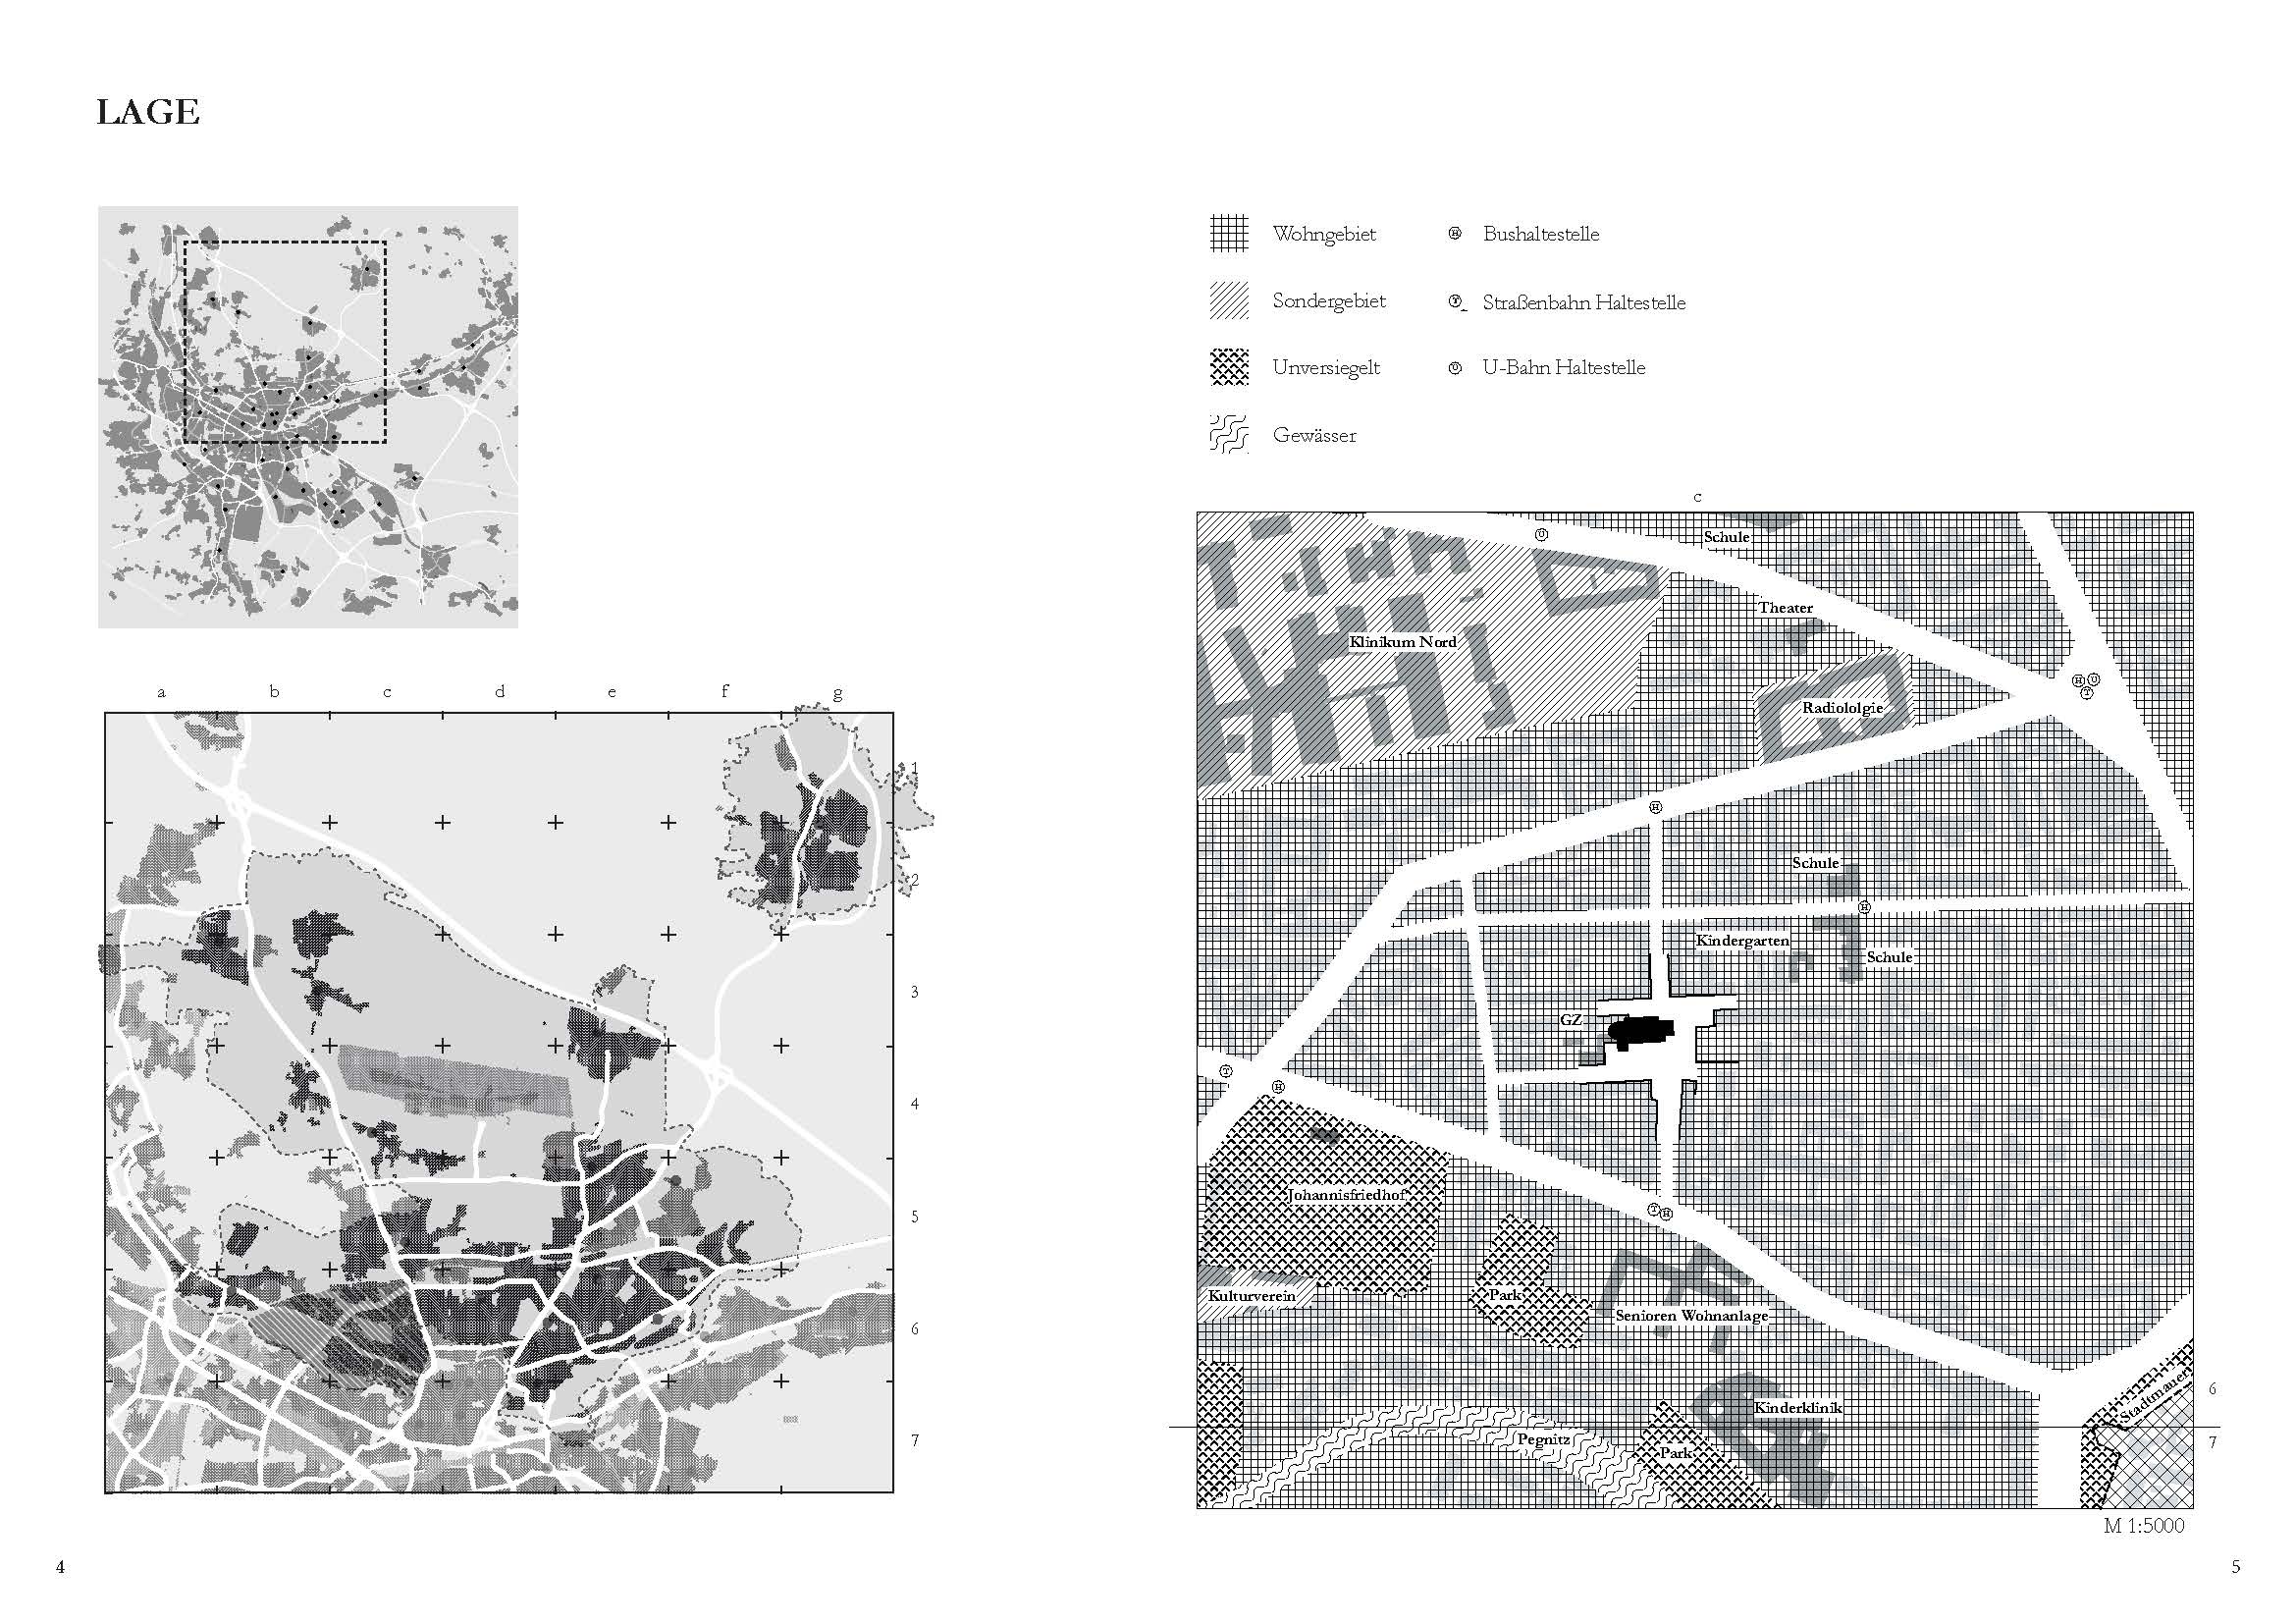 LAGE
a b c d e f g
1
2
3
4
5
6
7
4
Wohngebiet
Sondergebiet
Unversiegelt
Gewässer
H Bushaltestelle
T Straßenbahn Haltestelle
U U-Bahn Haltestelle
c
U
Schule
Theater
Klinikum Nord
H U
T
Radiololgie
H
Schule
H
Kindergarten
Schule
GZ
T
H
Johannisfriedhof
T H
Kulturverein
Park
Senioren Wohnanlage
Stadtmauer
6
Kinderklinik
Pegnitz
Park
7
M 1:5000
5